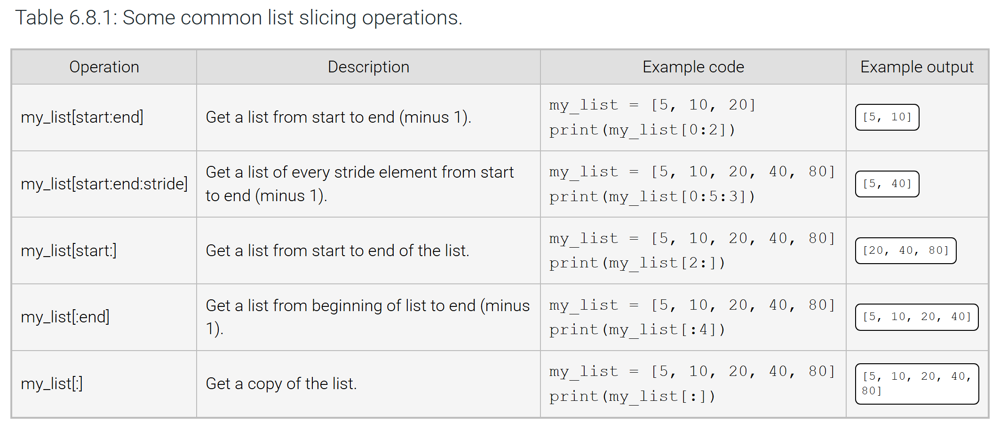 Table 6.8.1: Some common list slicing operations.
Operation Description Example code Example output
my_list[start:end]
Get a list from start to end (minus 1).
my_list = [5, 10, 20]
print(my_list[0:2])
[5, 10]
my_list[start:end:stride]
Get a list of every stride element from start
to end (minus 1).
my_list = [5, 10, 20, 40, 80]
print(my_list[0:5:3])
[5, 40]
my_list[start:]
Get a list from start to end of the list.
my_list = [5, 10, 20, 40, 80]
print(my_list[2:])
[20, 40, 80]
my_list[:end]
Get a list from beginning of list to end (minus
1).
my_list = [5, 10, 20, 40, 80]
print(my_list[:4])
[5, 10, 20, 40]
my_list[:]
Get a copy of the list.
my_list = [5, 10, 20, 40, 80]
print(my_list[:])
[5, 10, 20, 40,
80]